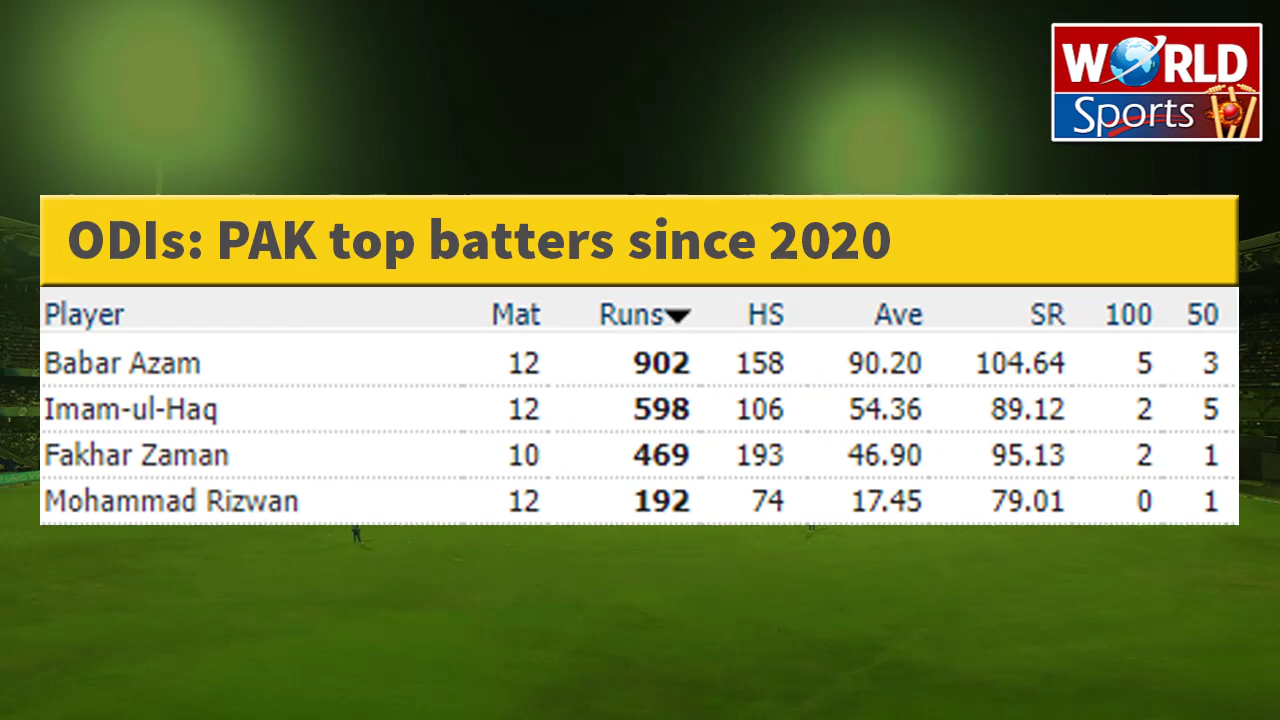 WORLD
Sports
ODIs: PAK top batters since 2020
Player Mat Runs▼ HS Ave SR 100 50
Babar Azam 12 902 158 90.20 104.64 5 3
Imam-ul-Haq 12 598 106 54.36 89.12 2 5
Fakhar Zaman 10 469 193 46.90 95.13 2 1
Mohammad Rizwan 12 192 74 17.45 79.01 0 1